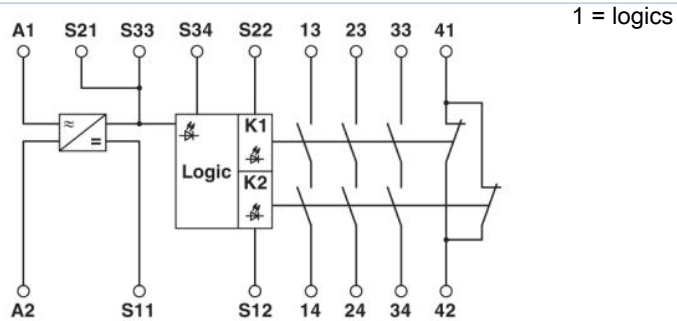 1 = logics
A1 S21 S33 S34 S22 13 23 33 41
K1
Logic
K2
A2 S11 S12 14 24 34 42